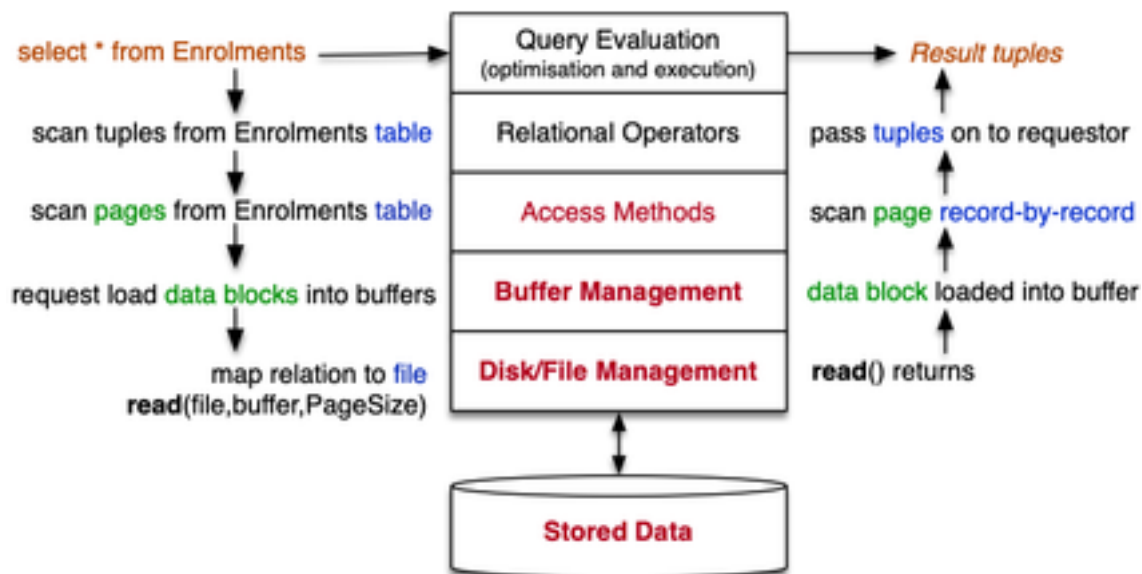 select * from Enrolments
Query Evaluation
(optimisation and execution)
Result tuples
scan tuples from Enrolments table
Relational Operators
pass tuples on to requestor
scan pages from Enrolments table
Access Methods
scan page record-by-record
request load data blocks into buffers
Buffer Management
data block loaded into buffer
map relation to file
read(file,buffer,PageSize)
Disk/File Management
read() returns
Stored Data